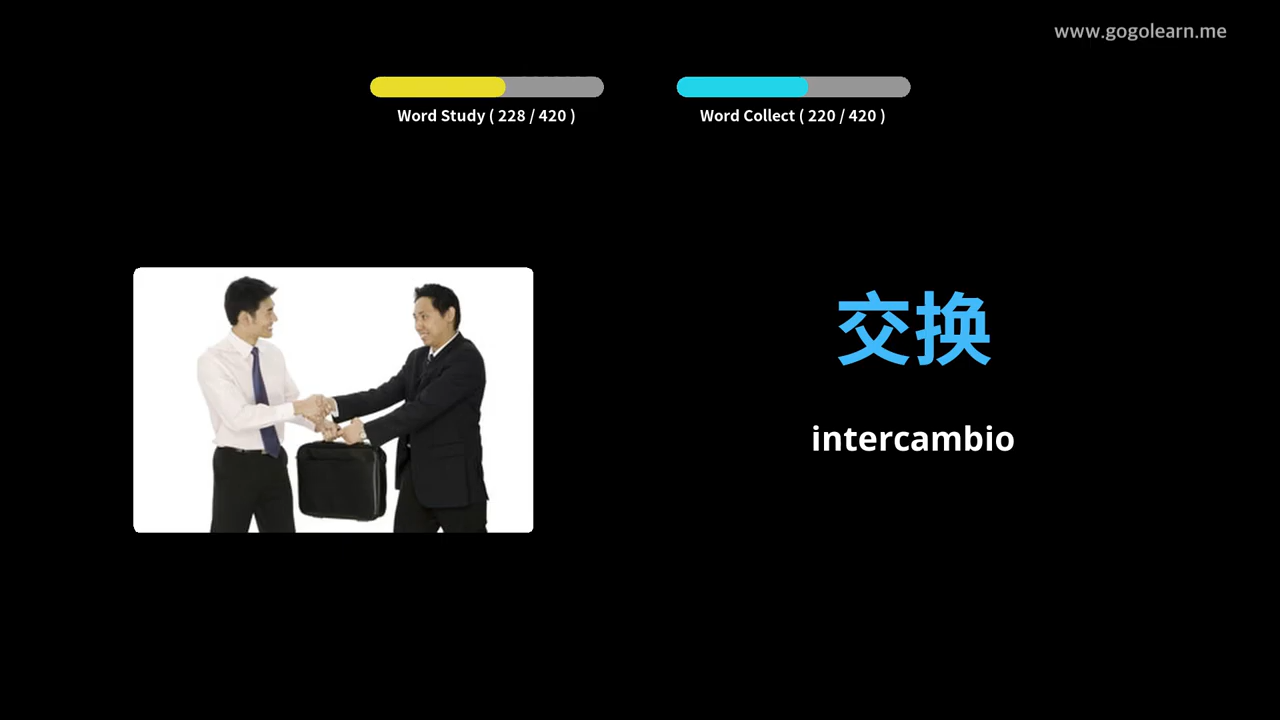 www.gogolearn.me
Word Study ( 228 / 420 )
Word Collect ( 220 / 420 )
交换
intercambio